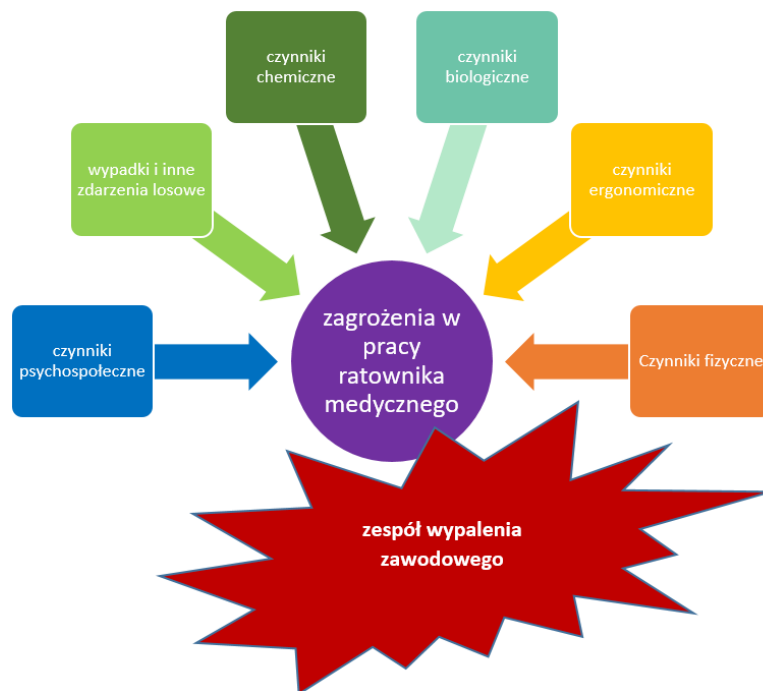 czynniki
chemiczne
czynniki
biologiczne
wypadki i inne
zdarzenia losowe
czynniki
ergonomiczne
czynniki
psychospołeczne
zagrożenia w
pracy
ratownika
medycznego
Czynniki fizyczne
zespół wypalenia
zawodowego